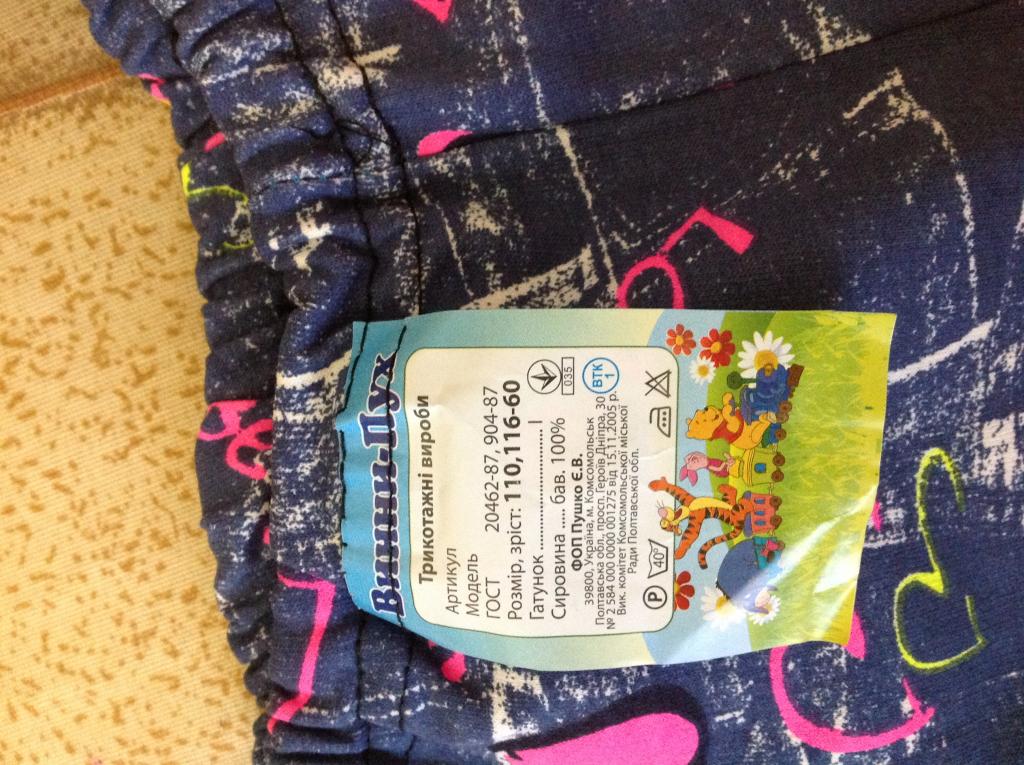 Винни-Пух
Трикотажні вироби
Артикул
Модель
ГОСТ 20462-87, 904-87
Розмір, зріст: 110,116-60
Гатунок ........................ I
Сировина ..... бав. 100%
035
ФОП Пушко Є.В.
39800, Україна, м. Комсомольськ
Полтавська обл., просп. Героїв Дніпра, 30
№ 2 584 000 0000 001275 від 15.11.2005 р.
Вик. комітет Комсомольської міської
Ради Полтавської обл.
ВТК
1
P 40°